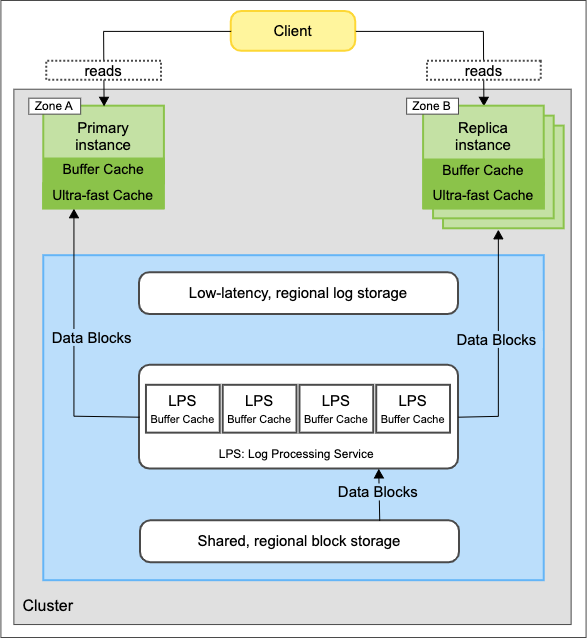 Client
reads
reads
Zone A
Zone B
Primary
instance
Buffer Cache
Ultra-fast Cache
Replica
instance
Buffer Cache
Ultra-fast Cache
Low-latency, regional log storage
Data Blocks
Data Blocks
LPS
Buffer Cache
LPS
Buffer Cache
LPS
Buffer Cache
LPS
Buffer Cache
LPS: Log Processing Service
Data Blocks
Shared, regional block storage
Cluster